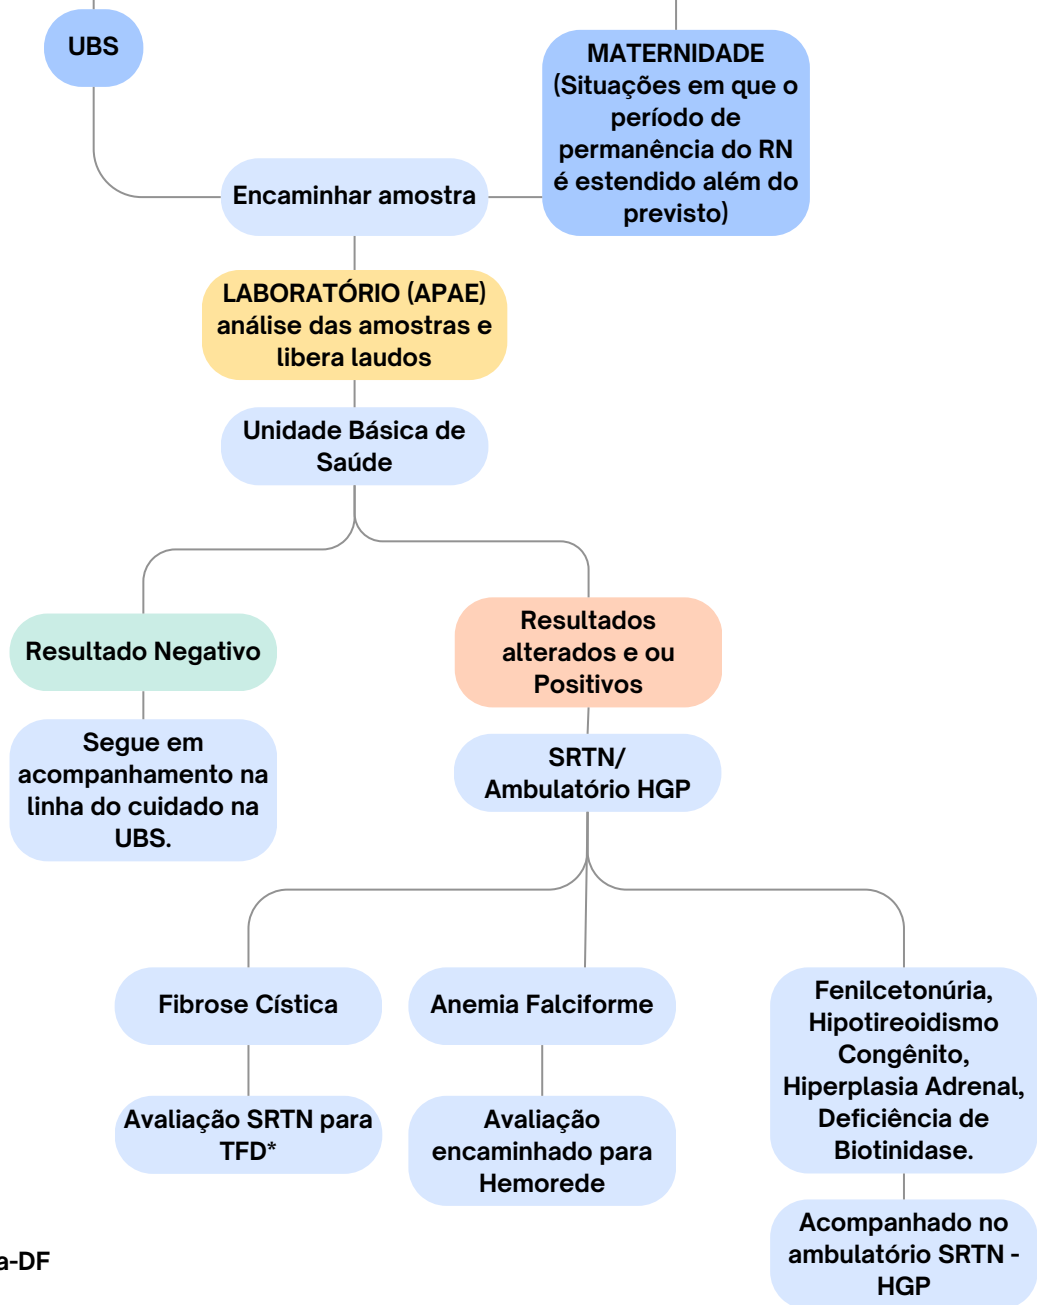 UBS
MATERNIDADE
(Situações em que o
período de
permanência do RN
é estendido além do
previsto)
Encaminhar amostra
LABORATÓRIO (APAE)
análise das amostras e
libera laudos
Unidade Básica de
Saúde
Resultado Negativo
Resultados
alterados e ou
Positivos
Segue em
acompanhamento na
linha do cuidado na
UBS.
SRTN/
Ambulatório HGP
Fibrose Cística
Anemia Falciforme
Fenilcetonúria,
Hipotireoidismo
Congênito,
Hiperplasia Adrenal,
Deficiência de
Biotinidase.
Avaliação SRTN para
TFD*
Avaliação
encaminhado para
Hemorede
Acompanhado no
ambulatório SRTN -
HGP
a-DF